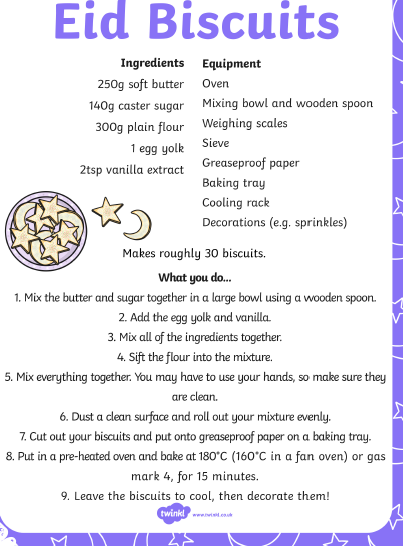 Eid Biscuits
Ingredients
250g soft butter
140g caster sugar
300g plain flour
1 egg yolk
2tsp vanilla extract
Equipment
Oven
Mixing bowl and wooden spoon
Weighing scales
Sieve
Greaseproof paper
Baking tray
Cooling rack
Decorations (e.g. sprinkles)
Makes roughly 30 biscuits.
What you do...
1. Mix the butter and sugar together in a large bowl using a wooden spoon.
2. Add the egg yolk and vanilla.
3. Mix all of the ingredients together.
4. Sift the flour into the mixture.
5. Mix everything together. You may have to use your hands, so make sure they
are clean.
6. Dust a clean surface and roll out your mixture evenly.
7. Cut out your biscuits and put onto greaseproof paper on a baking tray.
8. Put in a pre-heated oven and bake at 180°C (160°C in a fan oven) or gas
mark 4, for 15 minutes.
9. Leave the biscuits to cool, then decorate them!
twinkl www.twinkl.co.uk